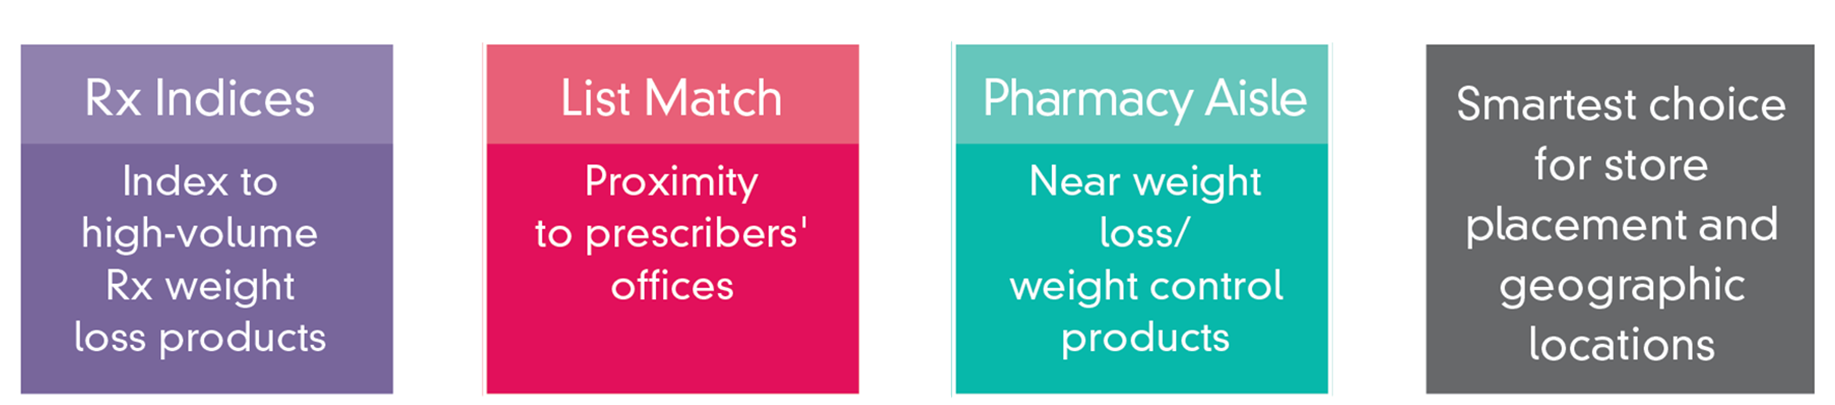 Rx Indices
Index to
high-volume
Rx weight
loss products
List Match
Proximity
to prescribers'
offices
Pharmacy Aisle
Near weight
loss/
weight control
products
Smartest choice
for store
placement and
geographic
locations